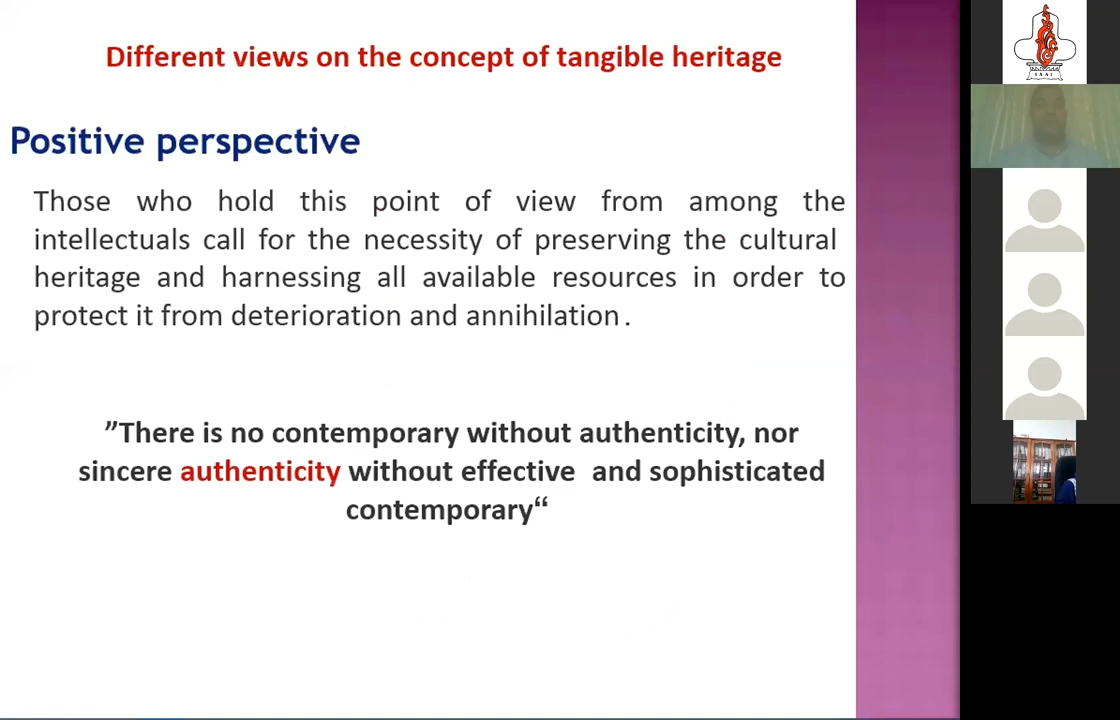 Different views on the concept of tangible heritage
Positive perspective
Those who hold this point of view from among the
intellectuals call for the necessity of preserving the cultural
heritage and harnessing all available resources in order to
protect it from deterioration and annihilation .
”There is no contemporary without authenticity, nor
sincere authenticity without effective and sophisticated
contemporary“